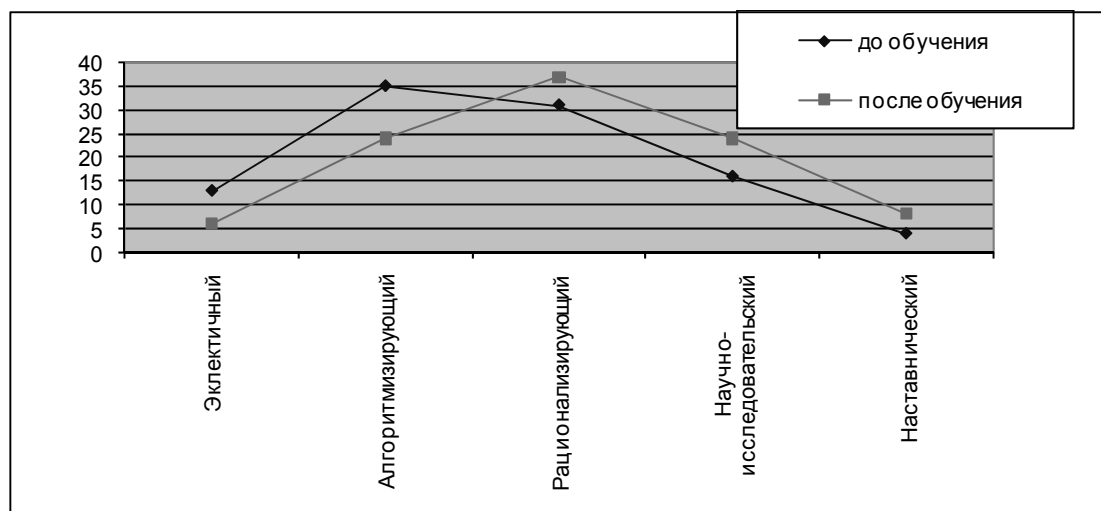 до обучения
после обучения
40
35
30
25
20
15
10
5
0
Эклектичный
Алгоритмизирующий
Рационализирующий
Научно-
исследовательский
Наставнический